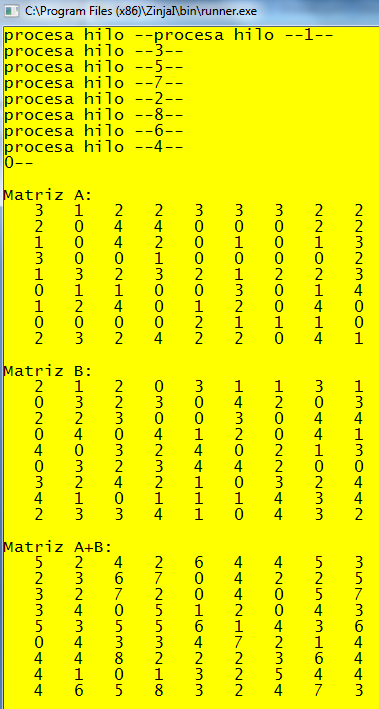 C:\Program Files (x86)\ZinjaI\bin\runner.exe
procesa hilo --procesa hilo --1--
procesa hilo --3--
procesa hilo --5--
procesa hilo --7--
procesa hilo --2--
procesa hilo --8--
procesa hilo --6--
procesa hilo --4--
0--
Matriz A:
3 1 2 2 3 3 3 2 2
2 0 4 4 0 0 0 2 2
1 0 4 2 0 1 0 1 3
3 0 0 1 0 0 0 0 2
1 3 2 3 2 1 2 2 3
0 1 1 0 0 3 0 1 4
1 2 4 0 1 2 0 4 0
0 0 0 0 2 1 1 1 0
2 3 2 4 2 2 0 4 1
Matriz B:
2 1 2 0 3 1 1 3 1
0 3 2 3 0 4 2 0 3
2 2 3 0 0 3 0 4 4
0 4 0 4 1 2 0 4 1
4 0 3 2 4 0 2 1 3
0 3 2 3 4 4 2 0 0
3 2 4 2 1 0 3 2 4
4 1 0 1 1 1 4 3 4
2 3 3 4 1 0 4 3 2
Matriz A+B:
5 2 4 2 6 4 4 5 3
2 3 6 7 0 4 2 2 5
3 2 7 2 0 4 0 5 7
3 4 0 5 1 2 0 4 3
5 3 5 5 6 1 4 3 6
0 4 3 3 4 7 2 1 4
4 4 8 2 2 2 3 6 4
4 1 0 1 3 2 5 4 4
4 6 5 8 3 2 4 7 3